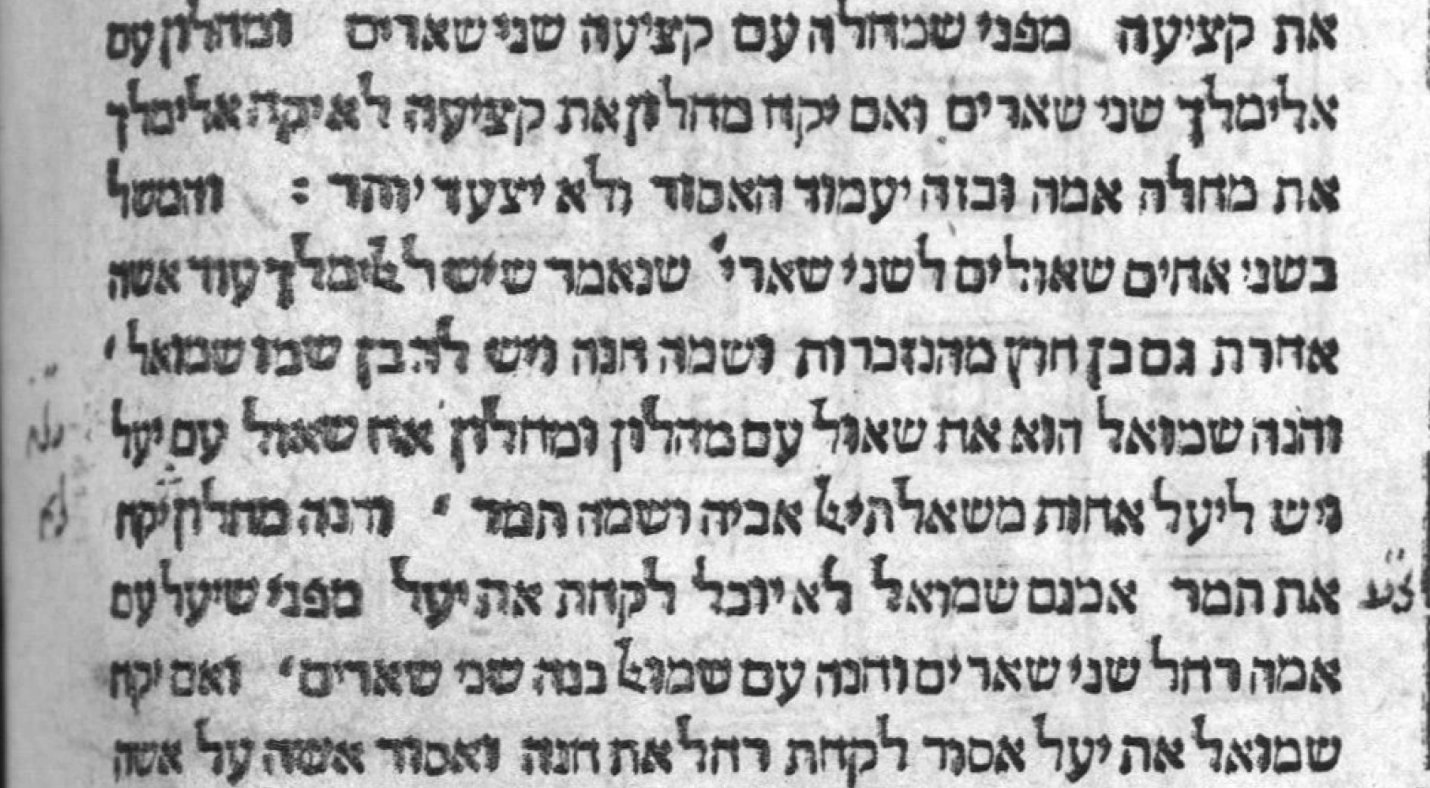 את קציעה מפני שמחלה עם קציעה שני שארים ומחלון עם
אלימלך שני שארים ואם יקח מחלון את קציעה לא יקח אלימלך
את מחלה אמה ובזה יעמוד האסור ולא יצעד יותר : והמשל
בשני אחים שאולים לשני שארי' שנאמר שיש לאלימלך עוד אשה
אחרת גם כן חוץ מהנזכרות ושמה חנה ויש לה בן שמו שמואל'
והנה שמואל הוא את שאול עם מחלון ומחלון אח שאול עם יעל
ויש ליעל אחות משאלתיאל אביה ושמה תמר ' והנה מחלון יקח
את תמר אמנם שמואל לא יוכל לקחת את יעל מפני שיעל עם
אמה רחל שני שארים והנה עם שמואל בנה שני שארים' ואם יקח
שמואל את יעל אסור לקחת רחל את חנה ואסור אשה על אשה